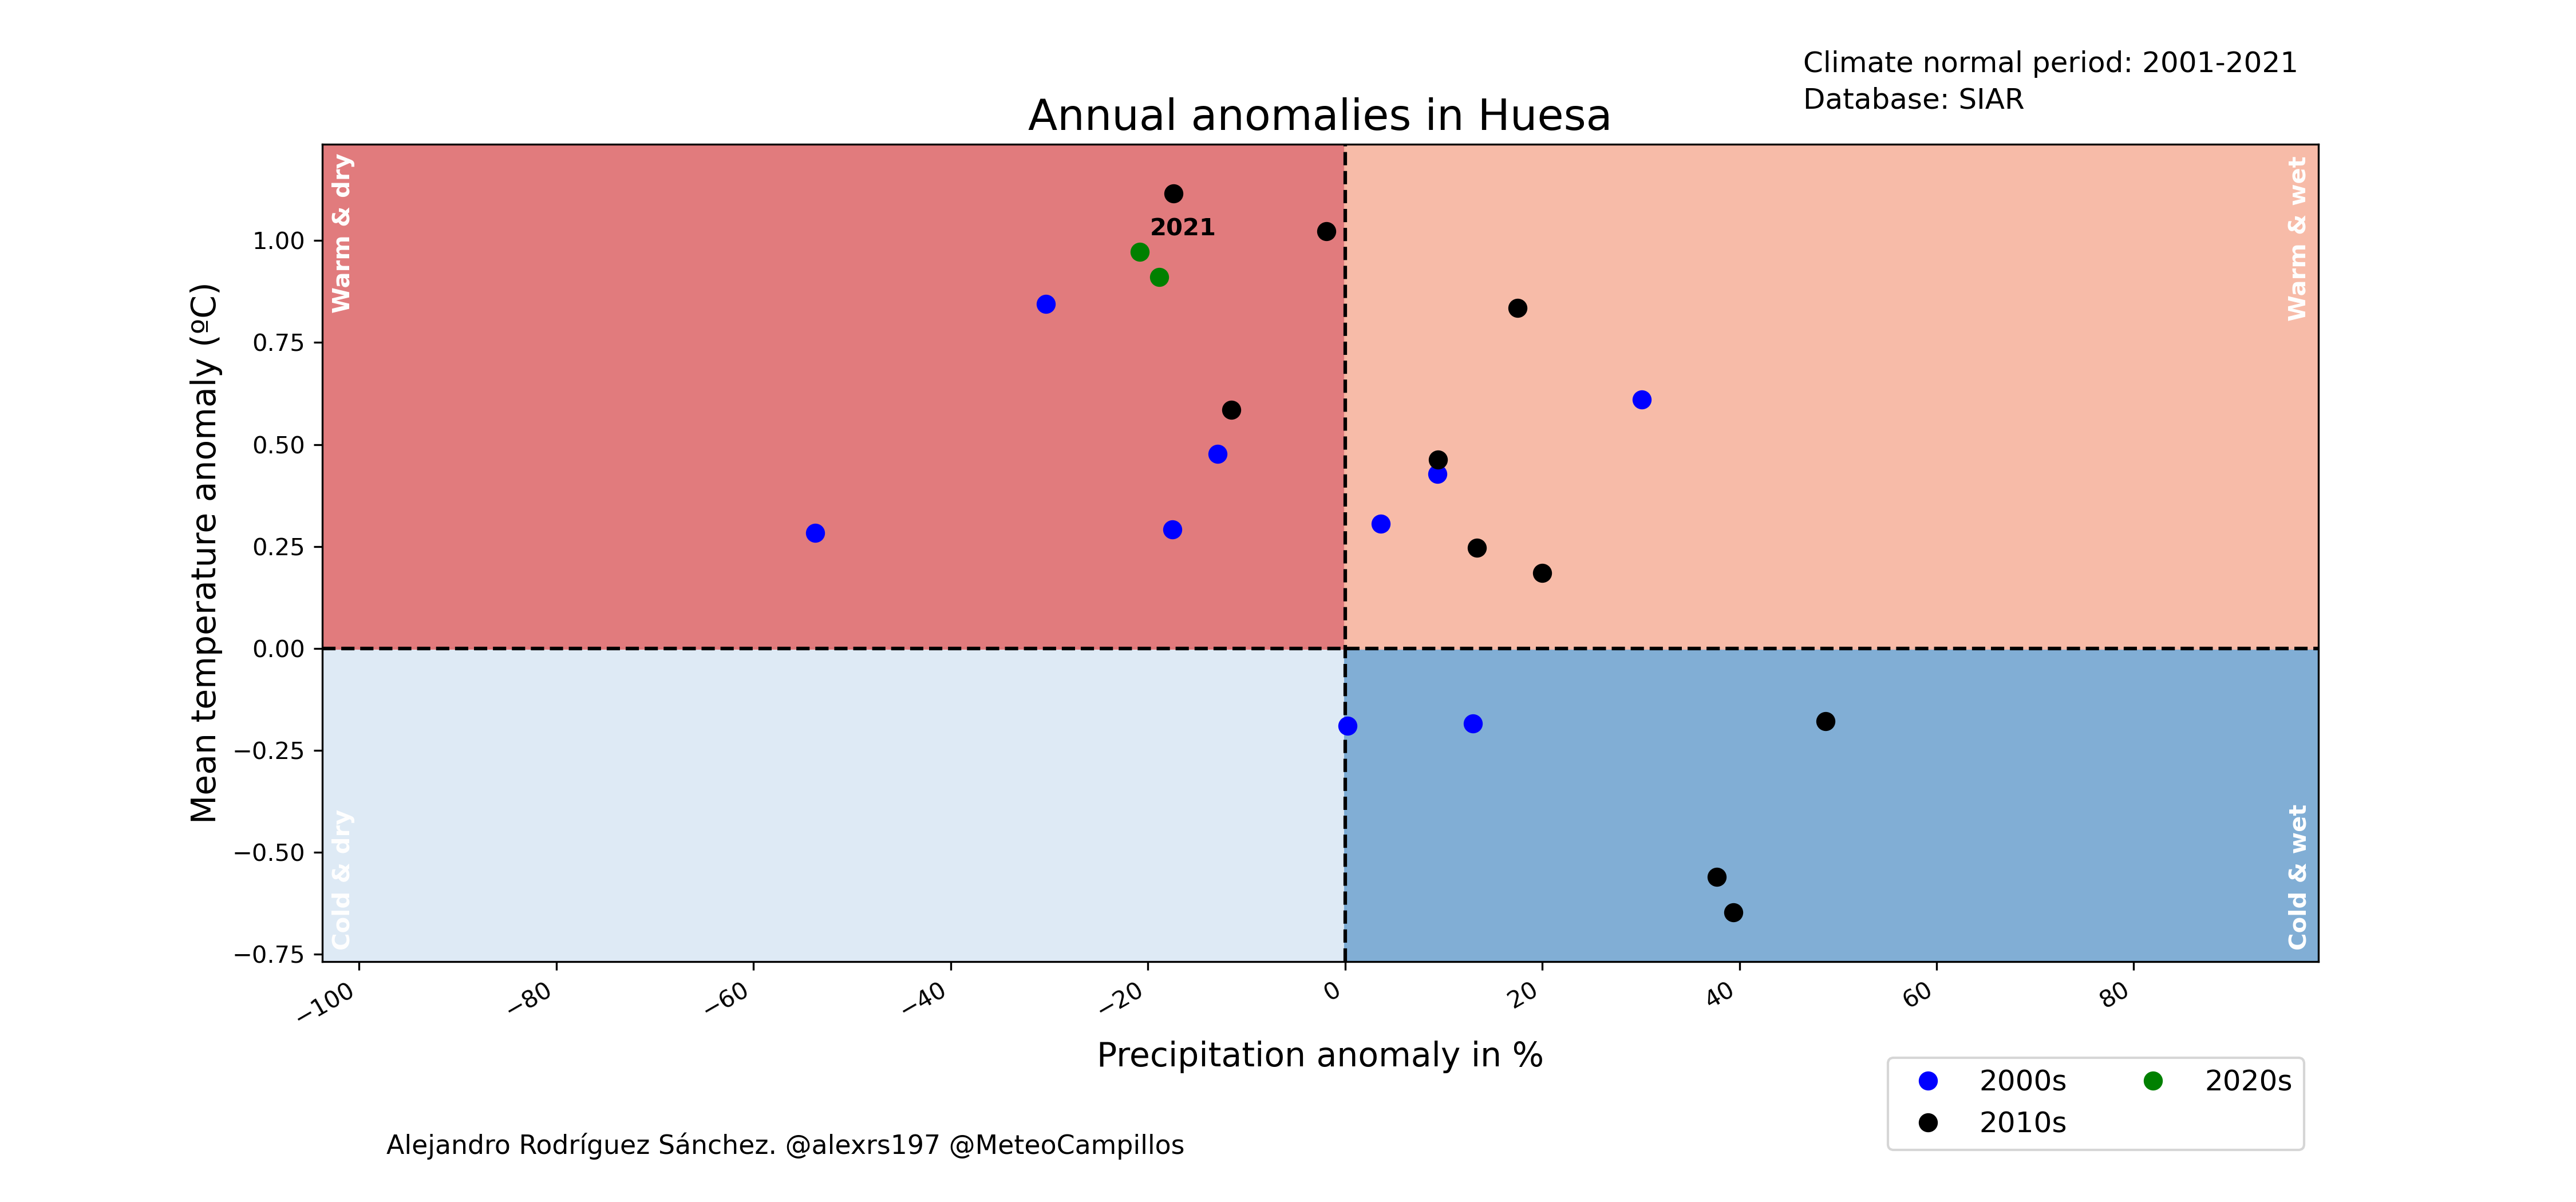 Climate normal period: 2001-2021
Database: SIAR
Annual anomalies in Huesa
Warm & dry
Warm & wet
2021
Mean temperature anomaly (ºC)
1.00
0.75
0.50
0.25
0.00
−0.25
−0.50
−0.75
Cold & dry
Cold & wet
−100
−80
−60
−40
−20
0
20
40
60
80
Precipitation anomaly in %
2000s
2010s
2020s
Alejandro Rodríguez Sánchez. @alexrs197 @MeteoCampillos